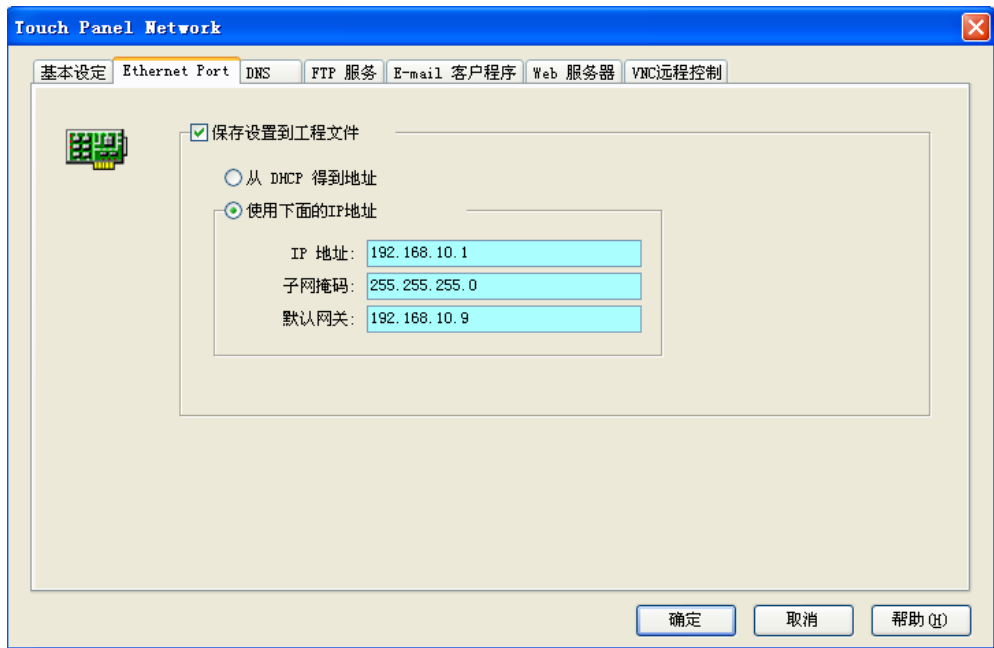 Touch Panel Network
基本设定 Ethernet Port DNS FTP 服务 E-mail 客户程序 Web 服务器 VNC远程控制
保存设置到工程文件
从 DHCP 得到地址
使用下面的IP地址
IP 地址: 192.168.10.1
子网掩码: 255.255.255.0
默认网关: 192.168.10.9
确定 取消 帮助(H)